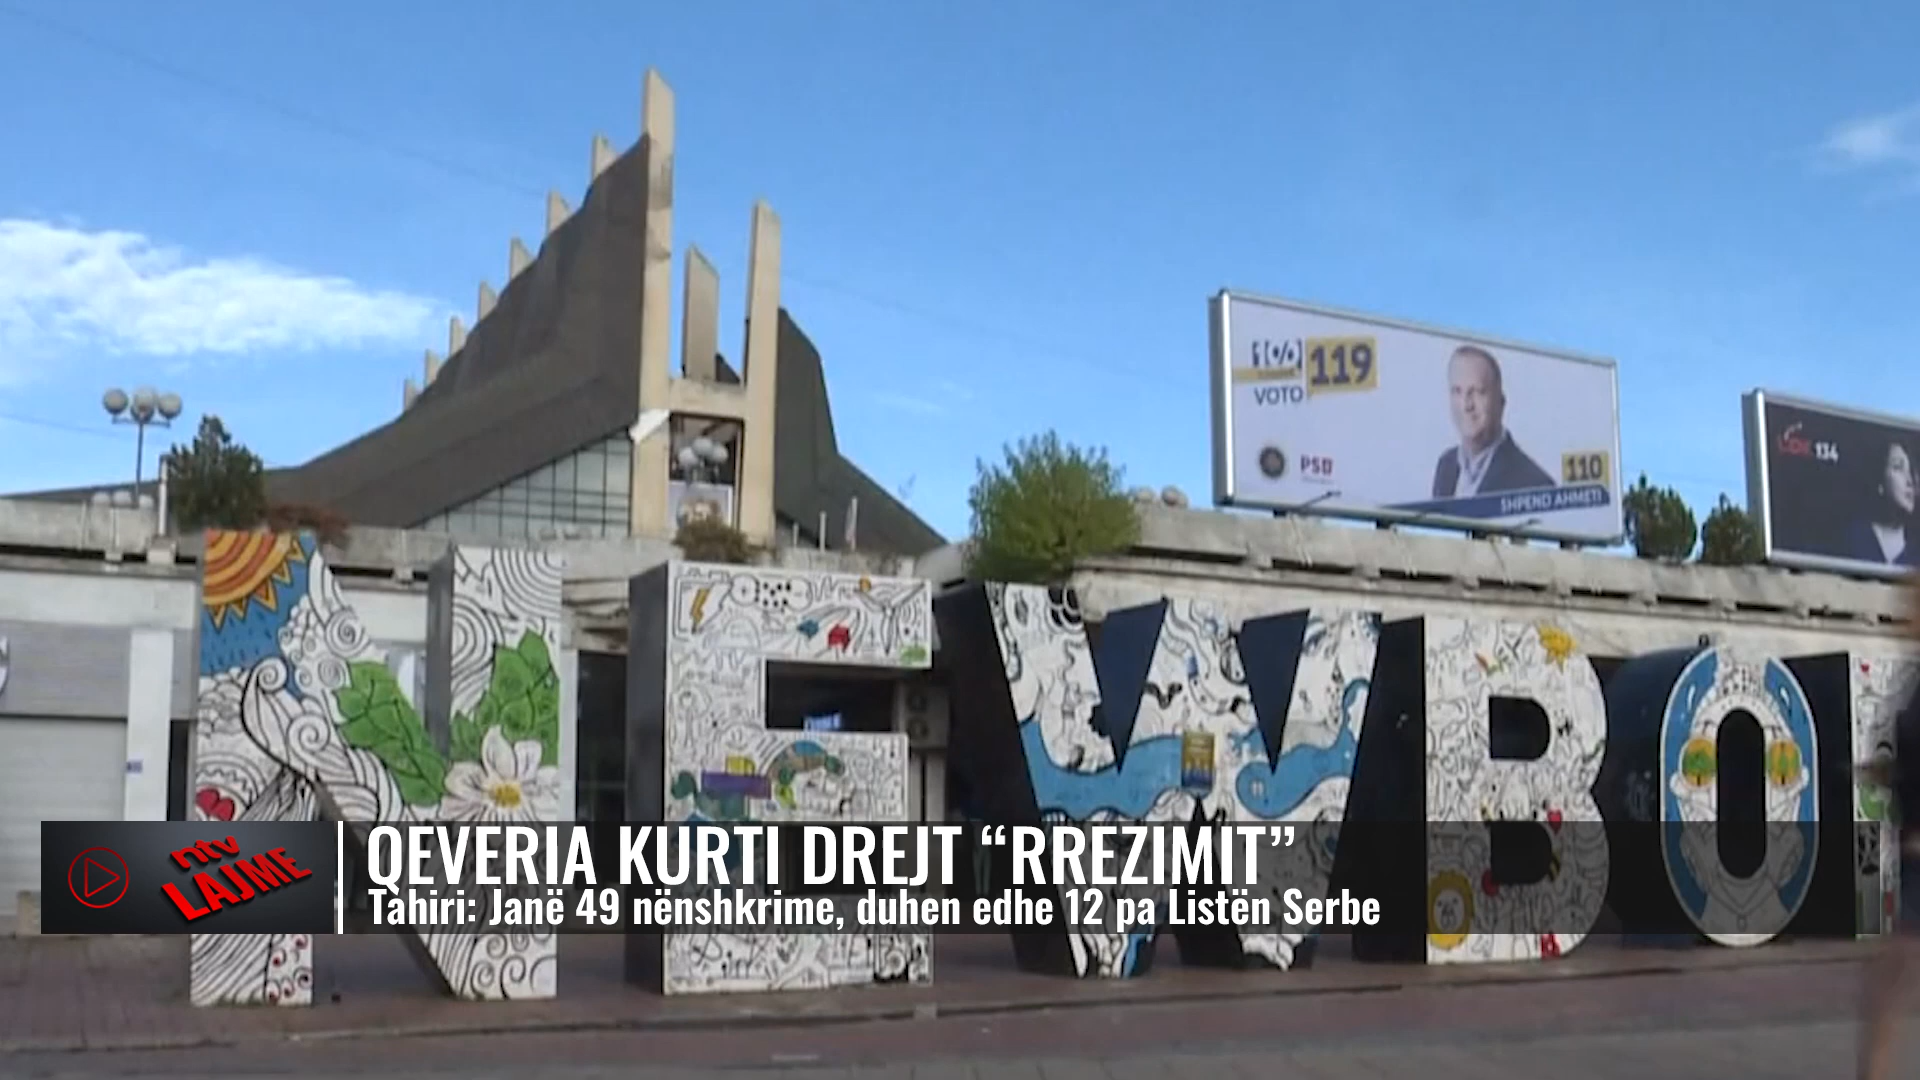 119
VOTO
PSD
110
SHPEND AHMETI
LDK 134
NEWBO
ntv
LAJME
QEVERIA KURTI DREJT “RREZIMIT”
Tahiri: Janë 49 nënshkrime, duhen edhe 12 pa Listën Serbe